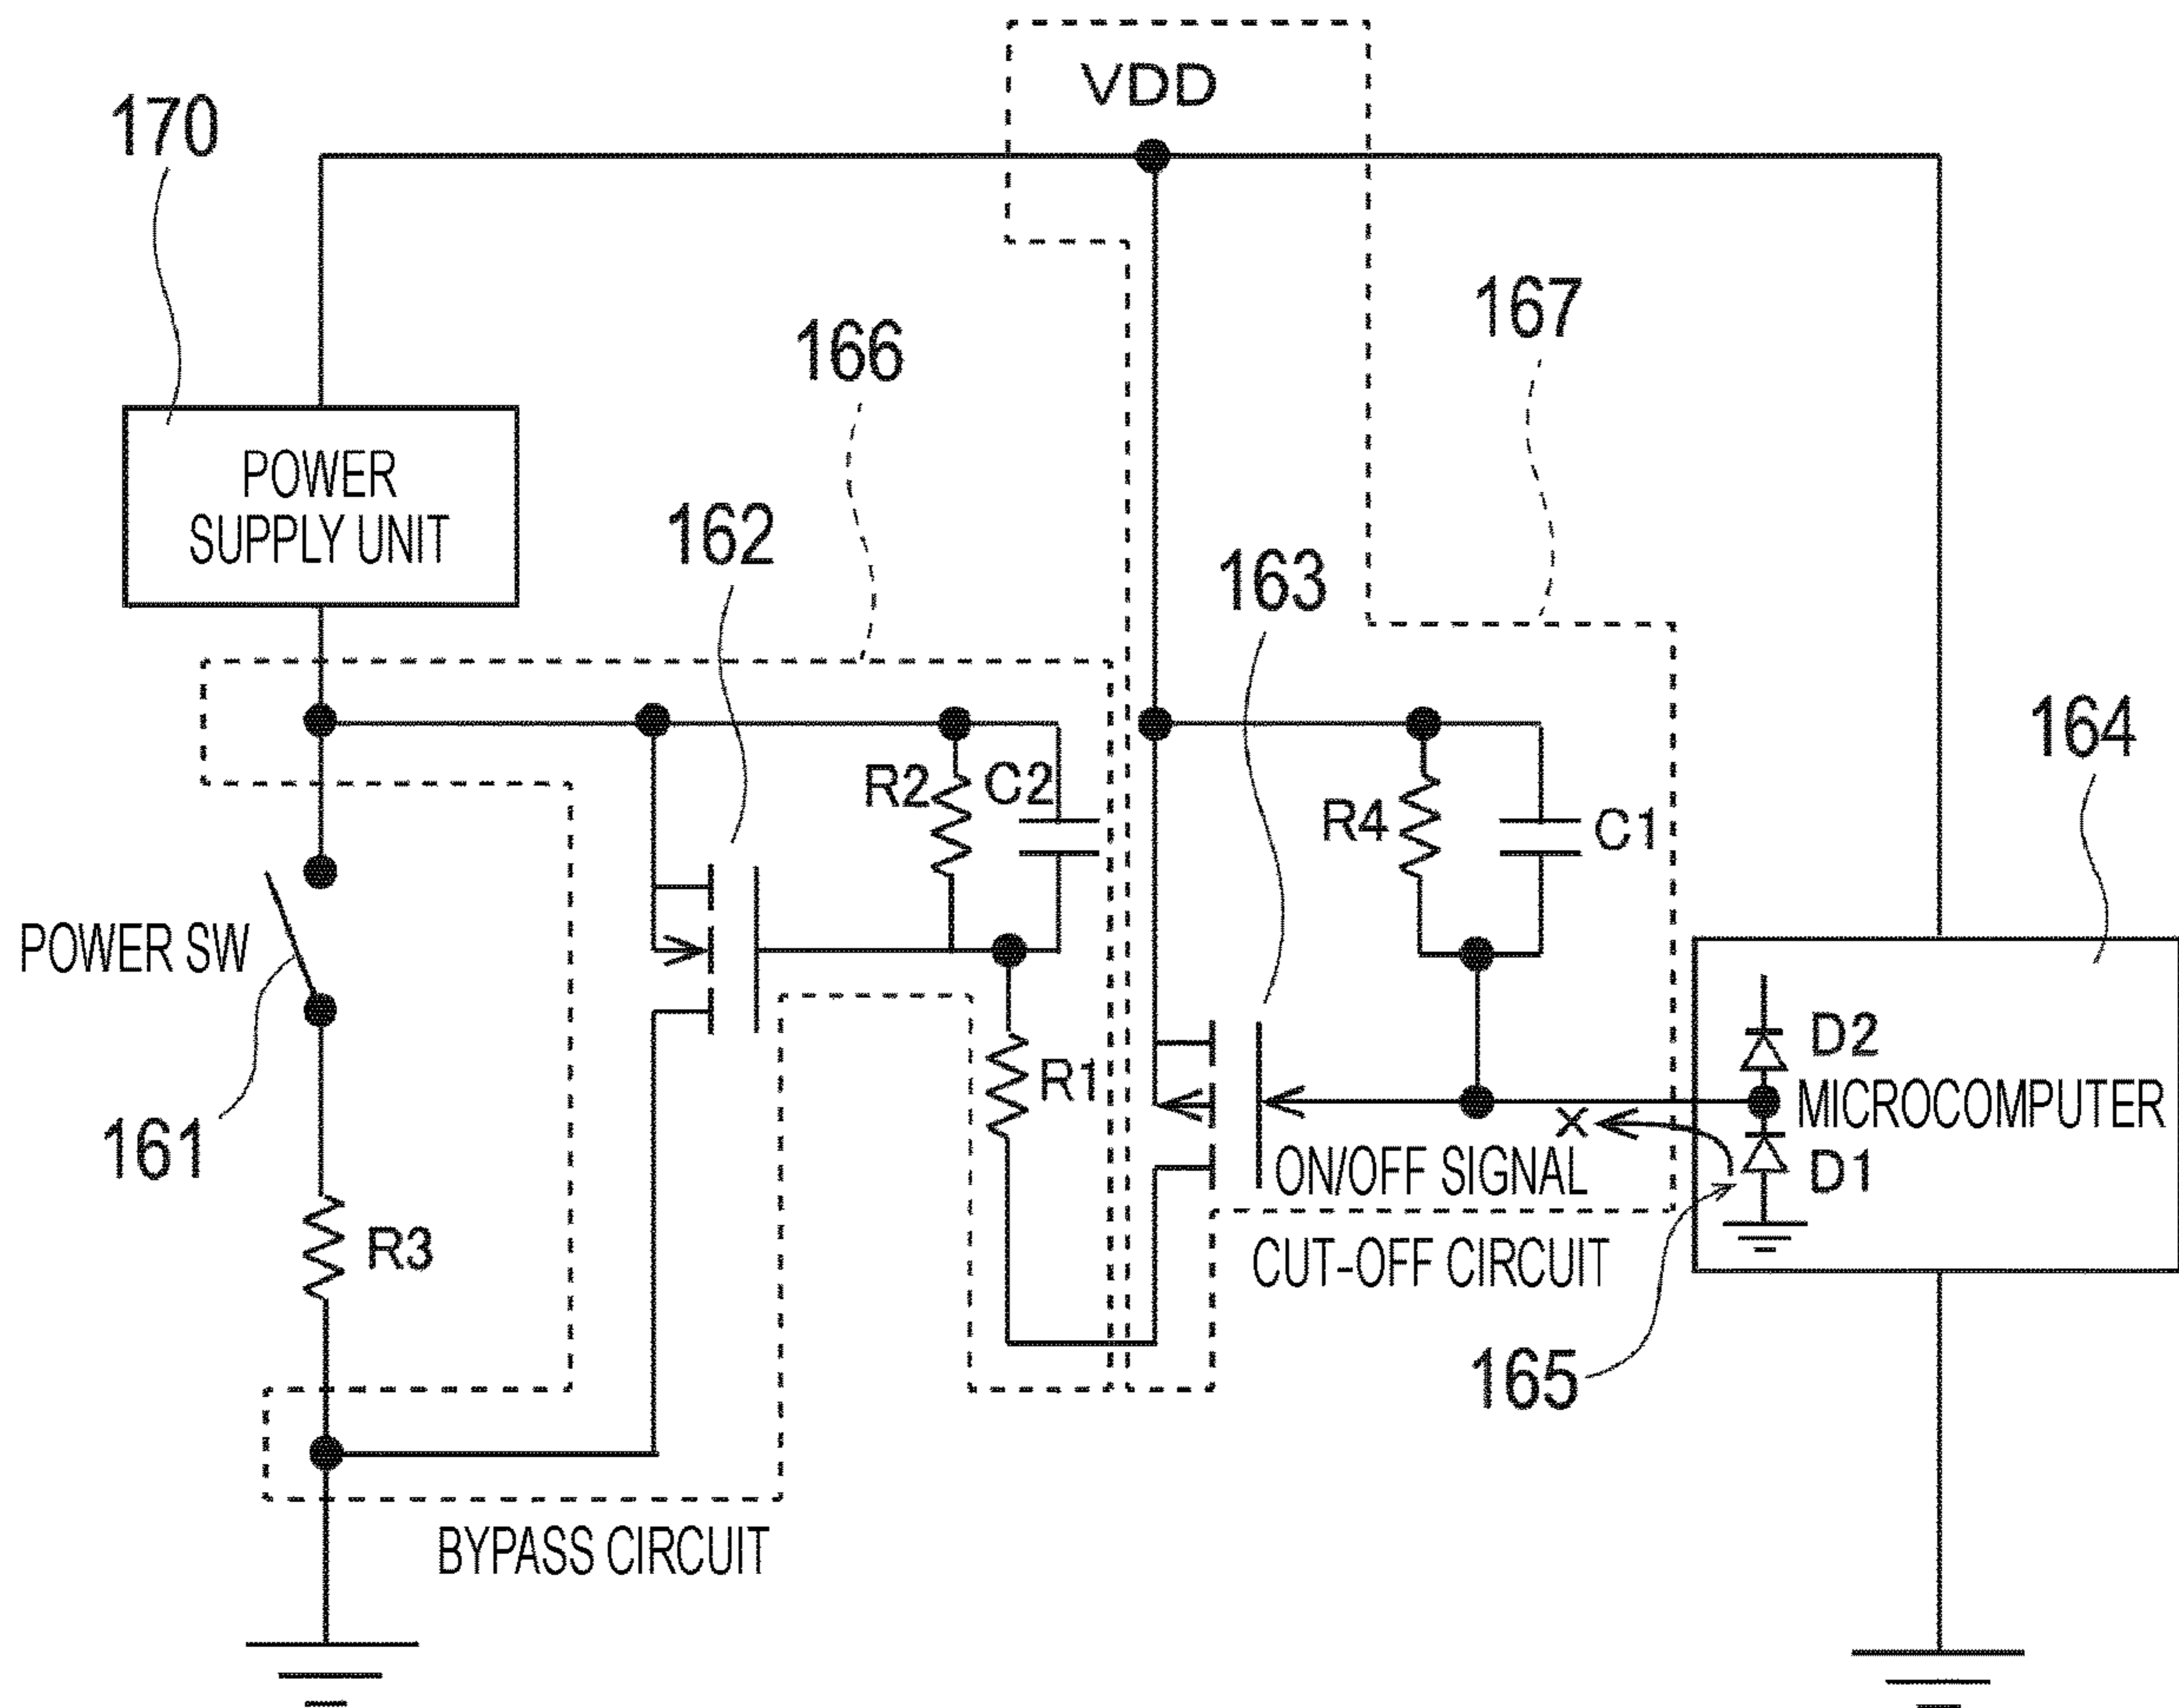 VDD
170
167
166
POWER
SUPPLY UNIT
162
163
164
R2
C2
R4
C1
POWER SW
D2
R1
MICROCOMPUTER
161
ON/OFF SIGNAL
D1
R3
CUT-OFF CIRCUIT
165
BYPASS CIRCUIT